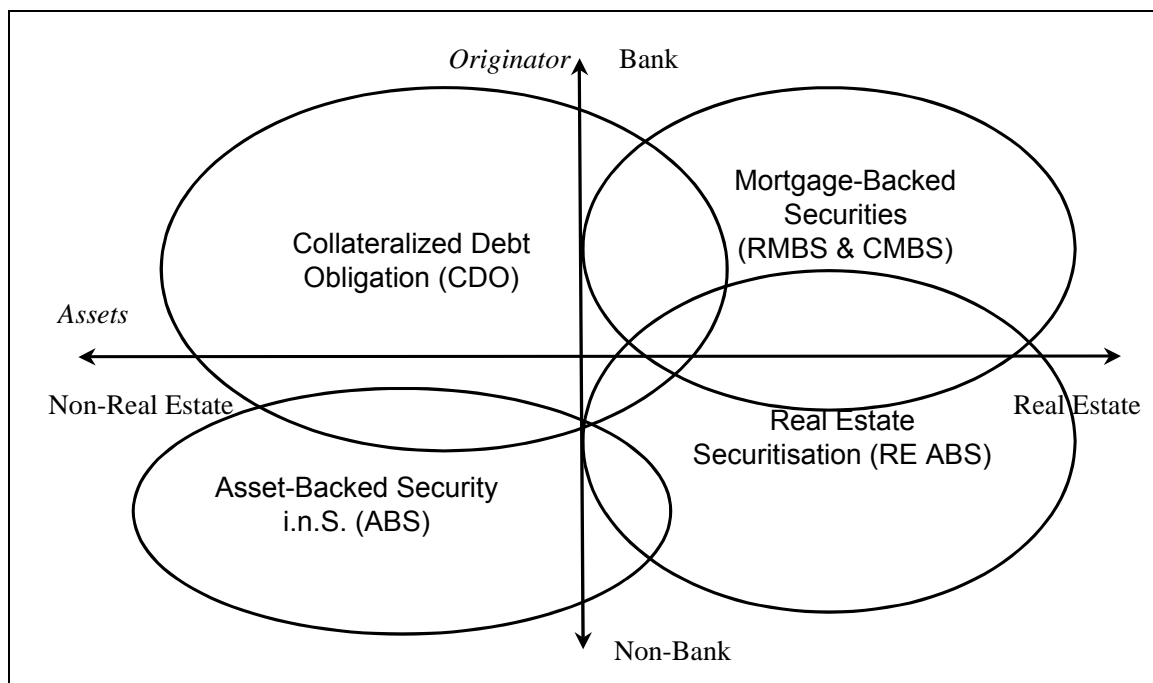 Originator
Bank
Mortgage-Backed
Securities
(RMBS & CMBS)
Collateralized Debt
Obligation (CDO)
Assets
Non-Real Estate
Real Estate
Real Estate
Securitisation (RE ABS)
Asset-Backed Security
i.n.S. (ABS)
Non-Bank